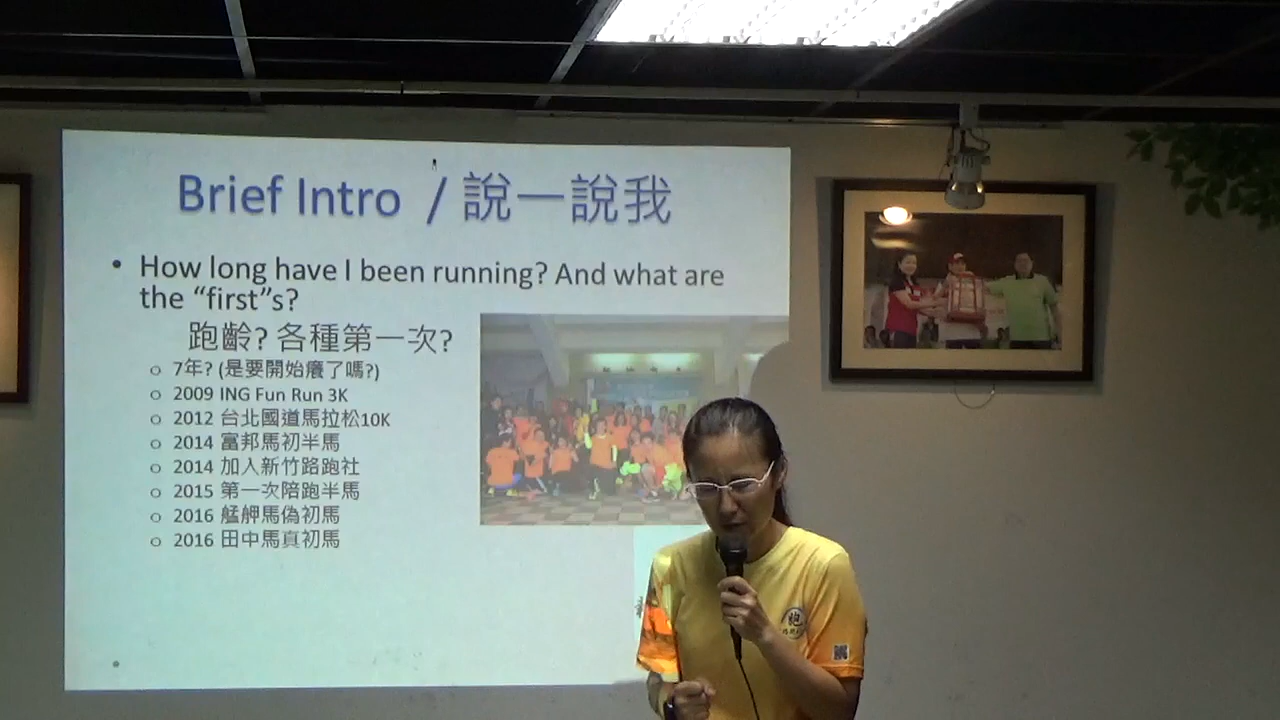 Brief Intro / 說一說我
• How long have I been running? And what are
the “first”s?
跑齡? 各種第一次?
o 7年? (是要開始癢了嗎?)
o 2009 ING Fun Run 3K
o 2012 台北國道馬拉松10K
o 2014 富邦馬初半馬
o 2014 加入新竹路跑社
o 2015 第一次陪跑半馬
o 2016 艋舺馬偽初馬
o 2016 田中馬真初馬
跑